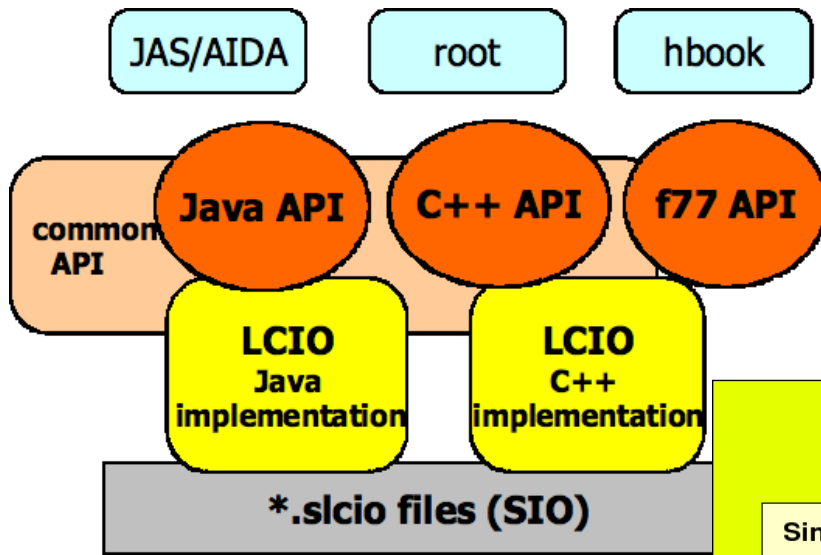 JAS/AIDA
root
hbook
Java API
C++ API
f77 API
common
API
LCIO
Java
implementation
LCIO
C++
implementation
*.slcio files (SIO)